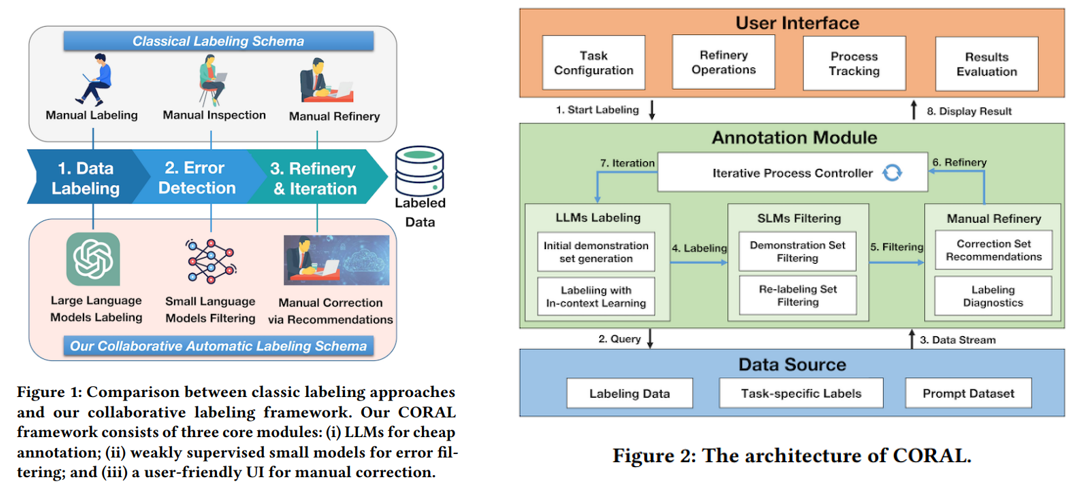 Classical Labeling Schema
Manual Labeling
Manual Inspection
Manual Refinery
1. Data
Labeling
2. Error
Detection
3. Refinery
& Iteration
Labeled
Data
Large Language
Models Labeling
Small Language
Models Filtering
Manual Correction
via Recommendations
Our Collaborative Automatic Labeling Schema
Figure 1: Comparison between classic labeling approaches
and our collaborative labeling framework. Our CORAL
framework consists of three core modules: (i) LLMs for cheap
annotation; (ii) weakly supervised small models for error fil-
tering; and (iii) a user-friendly UI for manual correction.
User Interface
Task
Configuration
Refinery
Operations
Process
Tracking
Results
Evaluation
1. Start Labeling
8. Display Result
Annotation Module
7. Iteration
Iterative Process Controller
6. Refinery
LLMs Labeling
Initial demonstration
set generation
Labeliing with
In-context Learning
4. Labeling
SLMs Filtering
Demonstration Set
Filtering
Re-labeling Set
Filtering
5. Filtering
Manual Refinery
Correction Set
Recommendations
Labeling
Diagnostics
2. Query
3. Data Stream
Data Source
Labeling Data
Task-specific Labels
Prompt Dataset
Figure 2: The architecture of CORAL.